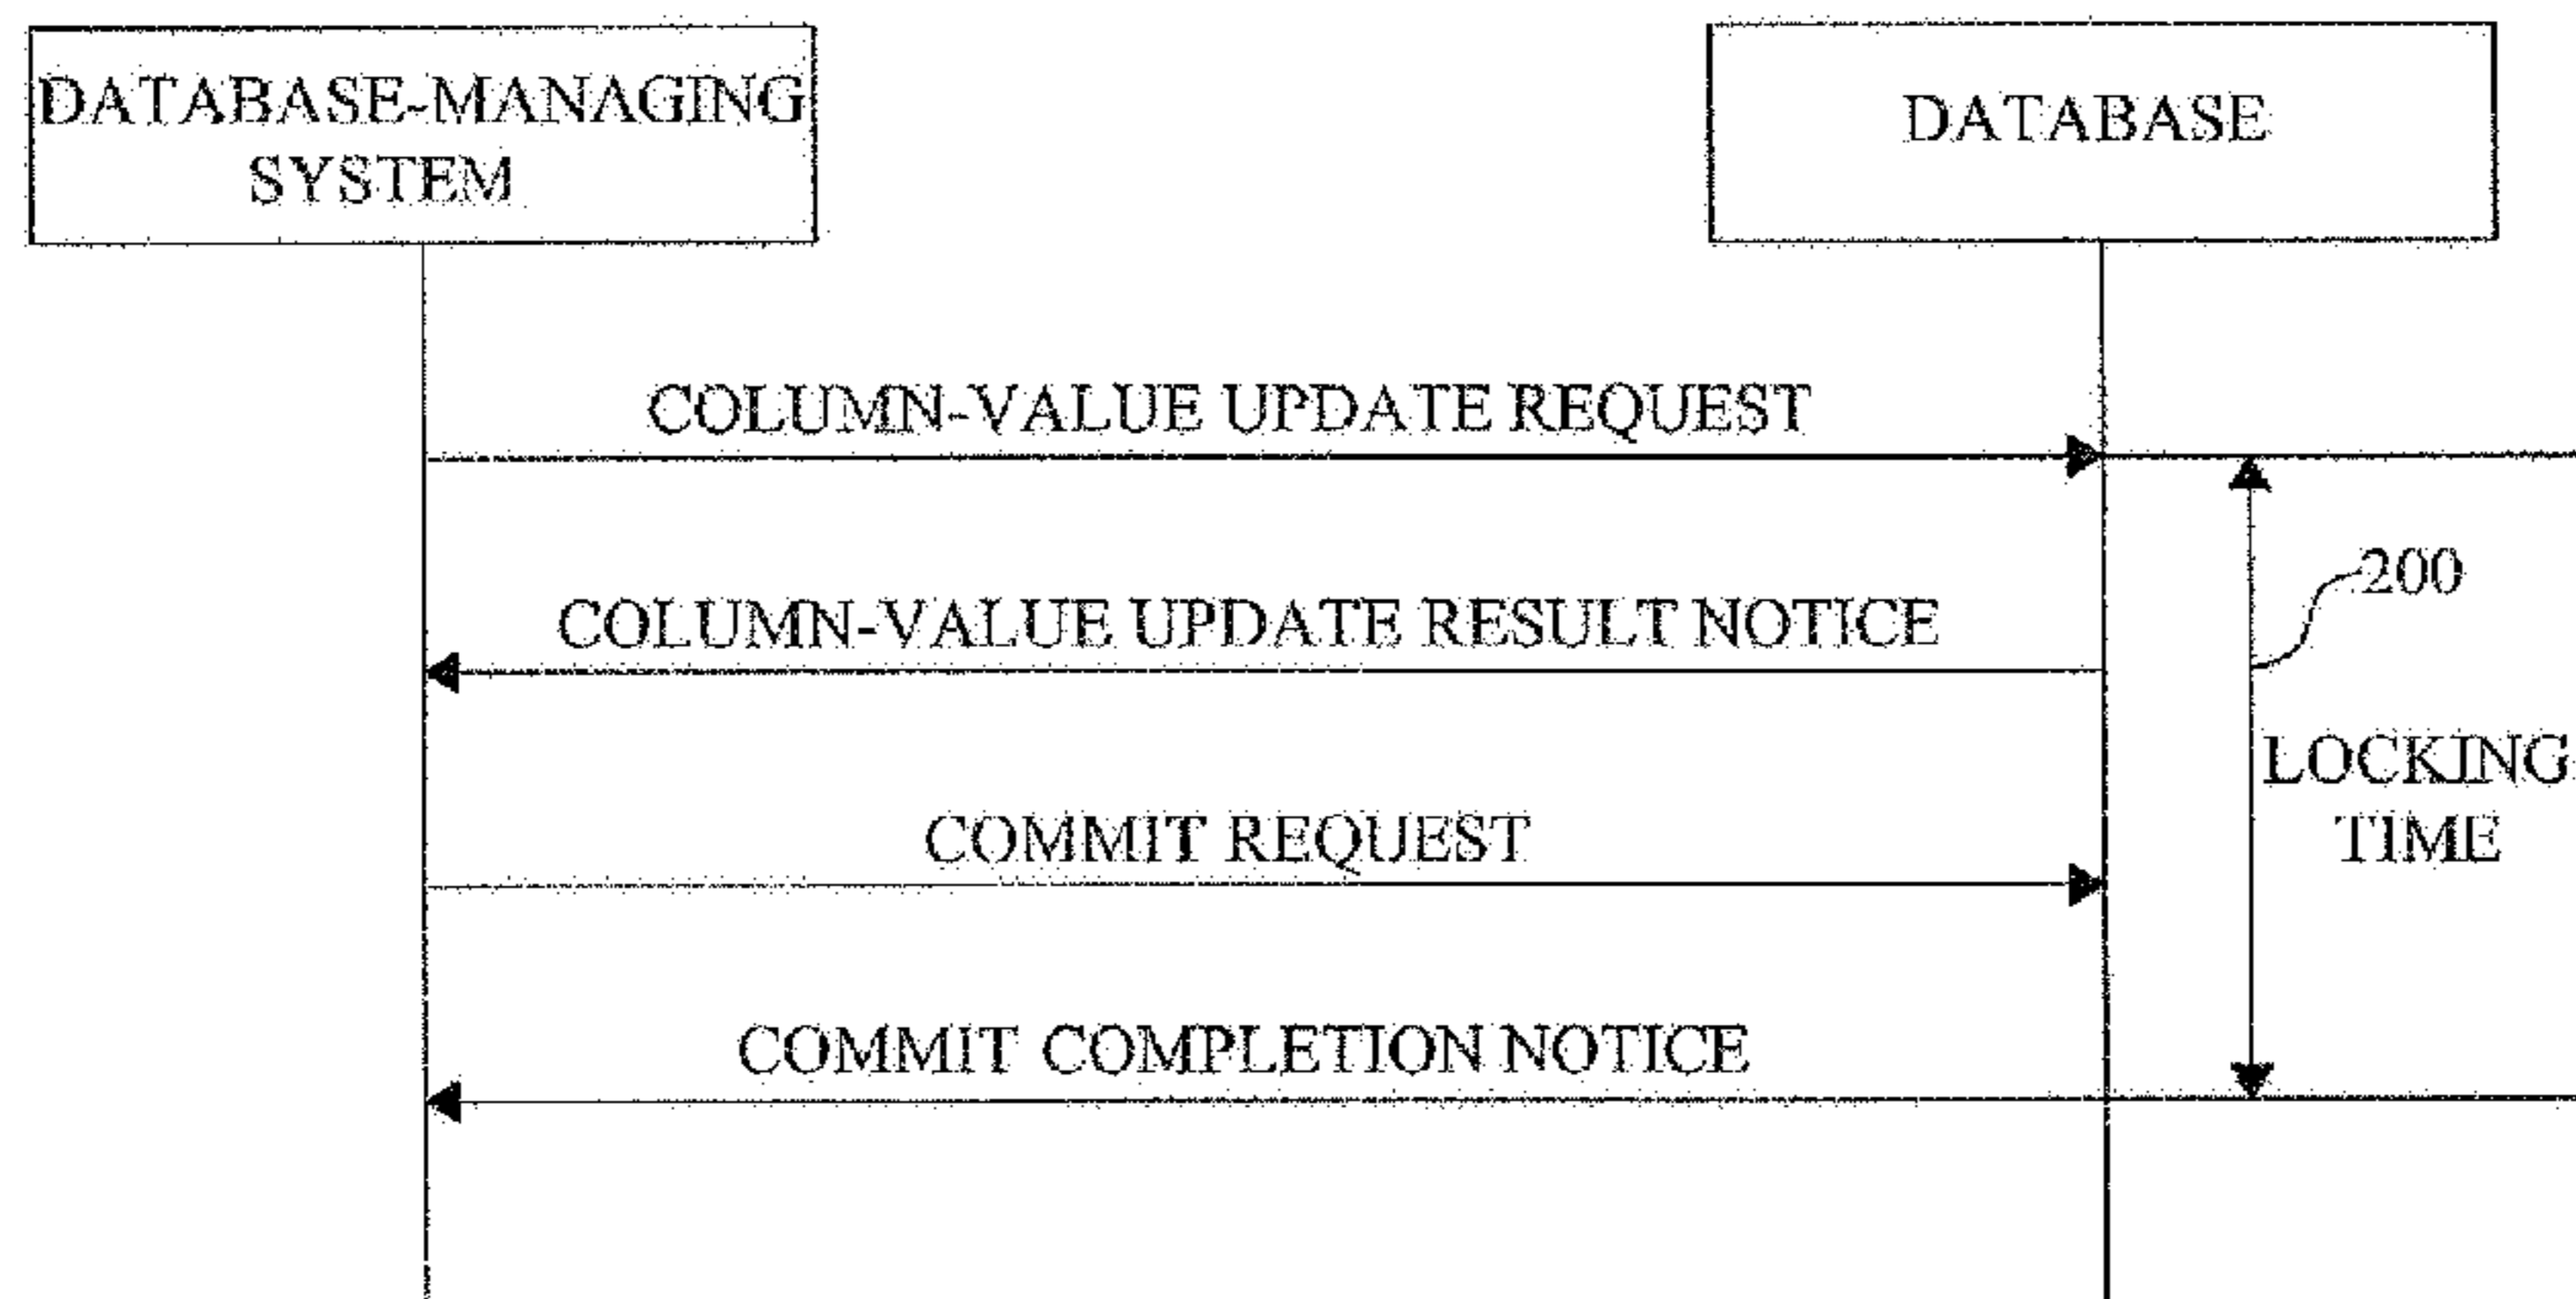 DATABASE-MANAGING
SYSTEM
DATABASE
COLUMN-VALUE UPDATE REQUEST
200
COLUMN-VALUE UPDATE RESULT NOTICE
LOCKING
TIME
COMMIT REQUEST
COMMIT COMPLETION NOTICE